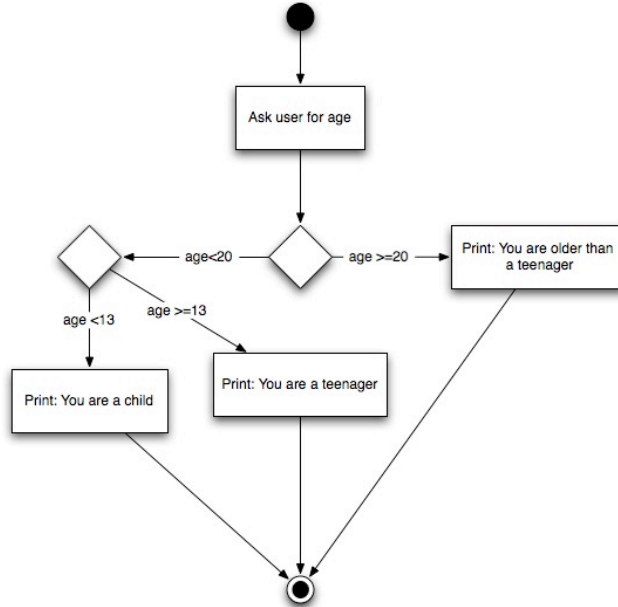 Ask user for age
age<20
age >=20
Print: You are older than
a teenager
age <13
age >=13
Print: You are a child
Print: You are a teenager